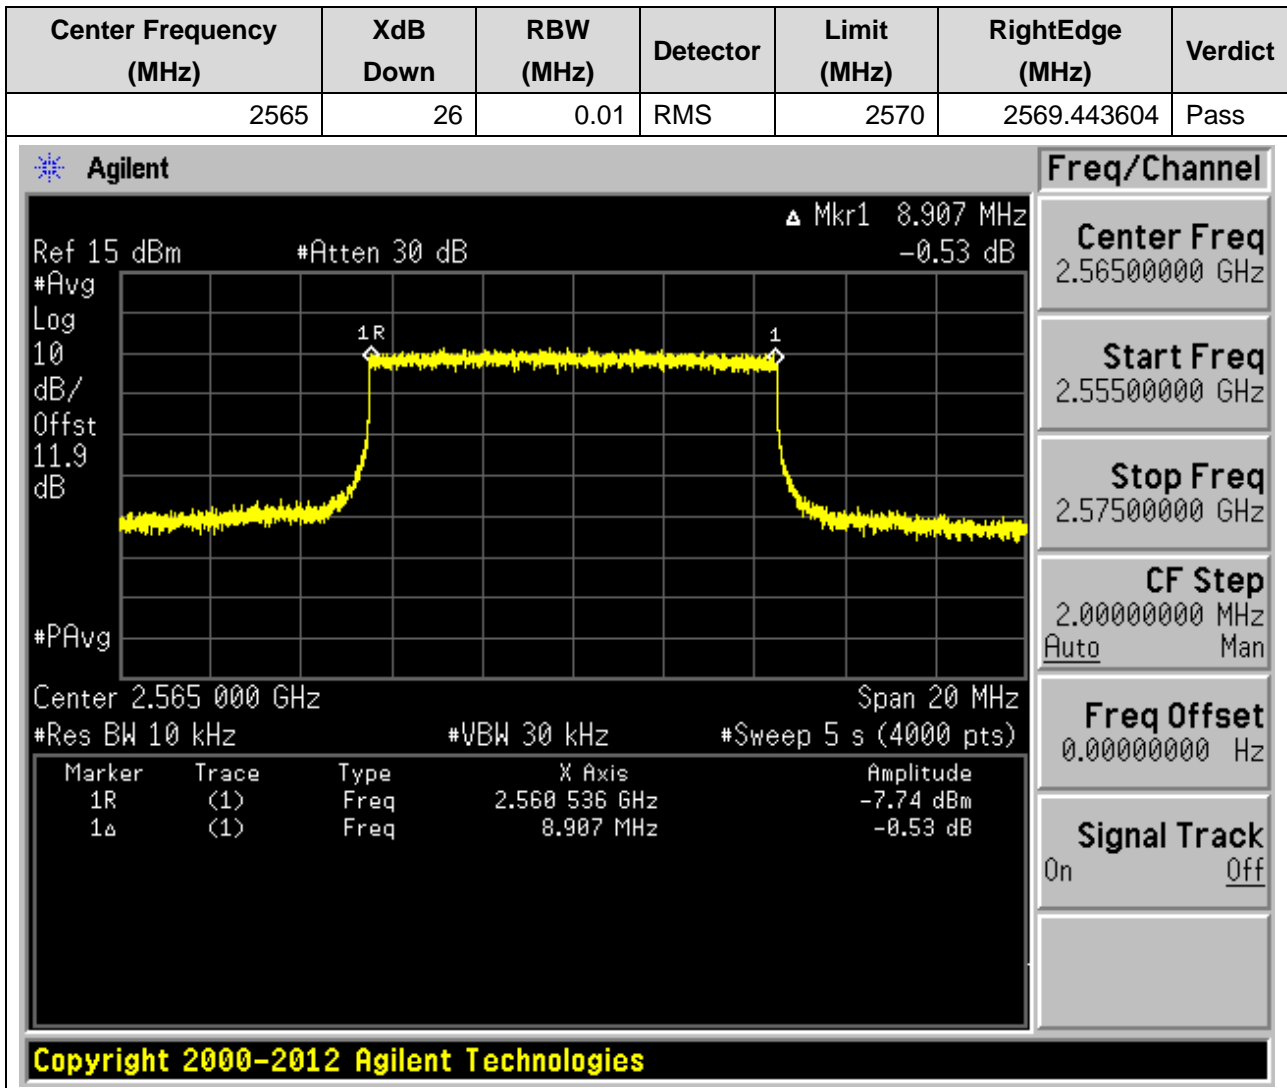 Center Frequency (MHz) XdB Down RBW (MHz) Detector Limit (MHz) RightEdge (MHz) Verdict
2565 26 0.01 RMS 2570 2569.443604 Pass
Agilent
Freq/Channel
Δ Mkr1 8.907 MHz
Ref 15 dBm #Atten 30 dB -0.53 dB
#Avg
Log
10
dB/
Offst
11.9
dB
1R
1
#PAvg
Center 2.565 000 GHz Span 20 MHz
#Res BW 10 kHz #VBW 30 kHz #Sweep 5 s (4000 pts)
Marker Trace Type X Axis Amplitude
1R (1) Freq 2.560 536 GHz -7.74 dBm
1Δ (1) Freq 8.907 MHz -0.53 dB
Center Freq
2.56500000 GHz
Start Freq
2.55500000 GHz
Stop Freq
2.57500000 GHz
CF Step
2.00000000 MHz
Auto Man
Freq Offset
0.00000000 Hz
Signal Track
On Off
Copyright 2000-2012 Agilent Technologies